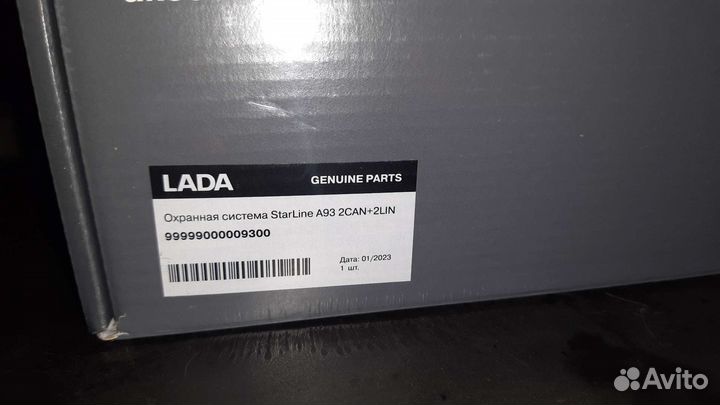 LADA GENUINE PARTS
Охранная система StarLine A93 2CAN+2LIN
99999000009300
Дата: 01/2023
1 шт.
Avito